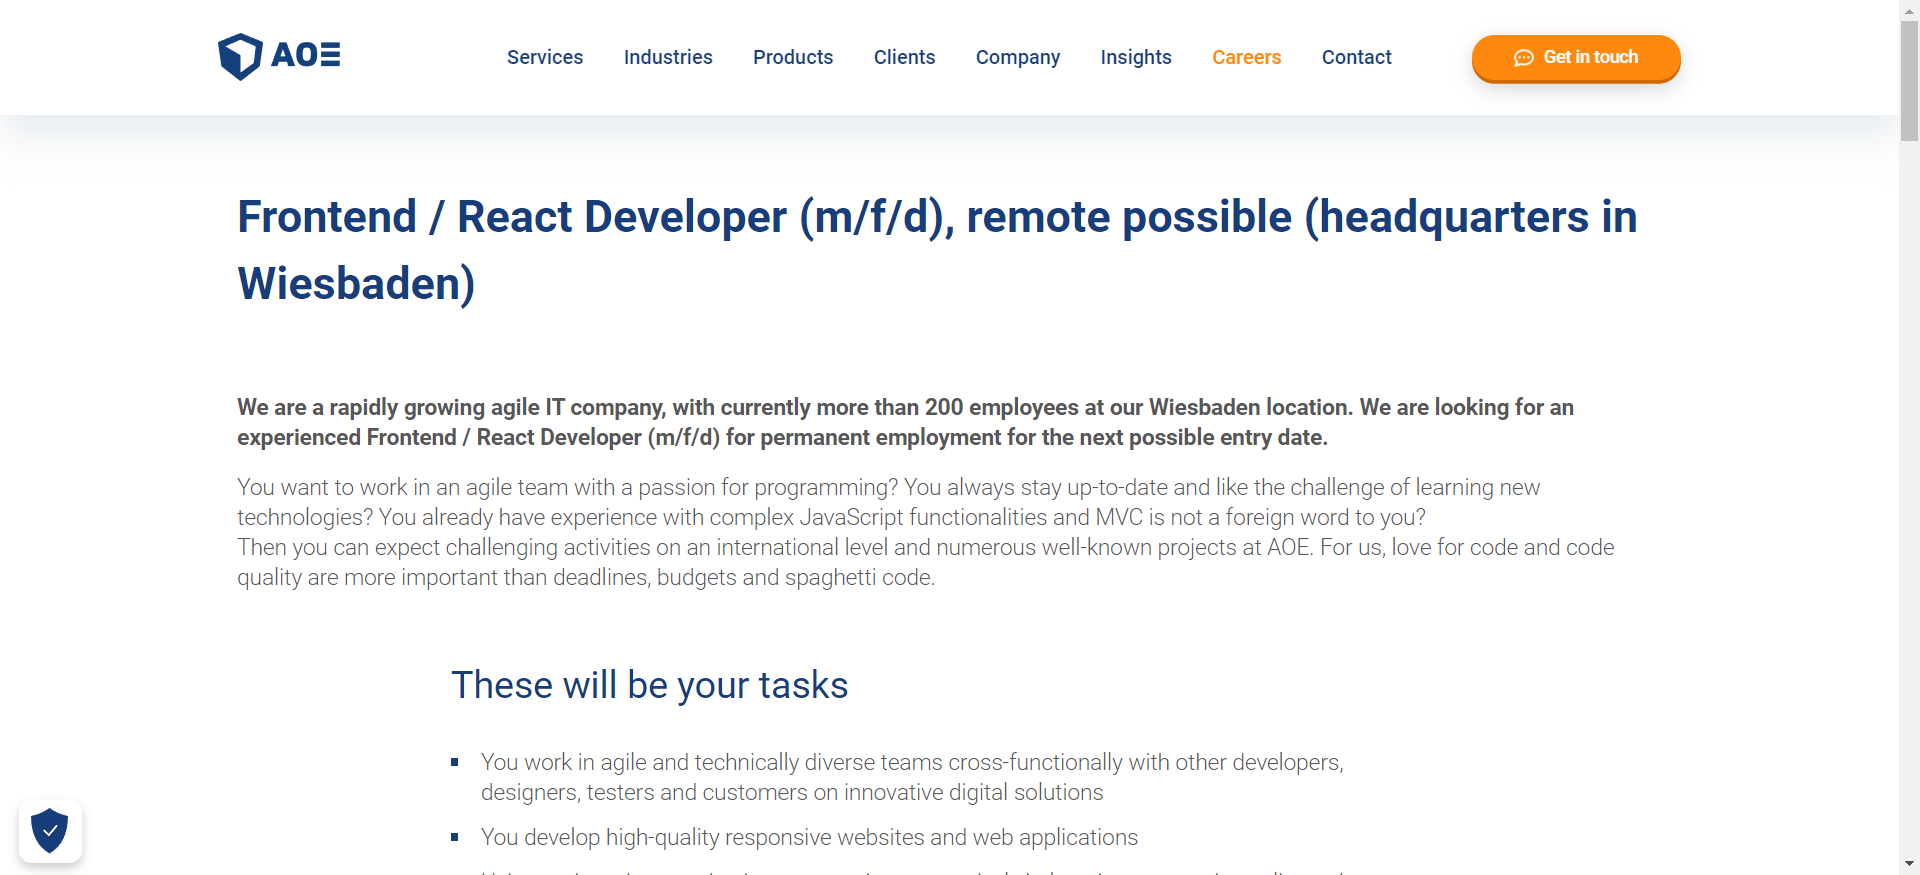 AOE
Services
Industries
Products
Clients
Company
Insights
Careers
Contact
Get in touch
Frontend / React Developer (m/f/d), remote possible (headquarters in
Wiesbaden)
We are a rapidly growing agile IT company, with currently more than 200 employees at our Wiesbaden location. We are looking for an
experienced Frontend / React Developer (m/f/d) for permanent employment for the next possible entry date.
You want to work in an agile team with a passion for programming? You always stay up-to-date and like the challenge of learning new
technologies? You already have experience with complex JavaScript functionalities and MVC is not a foreign word to you?
Then you can expect challenging activities on an international level and numerous well-known projects at AOE. For us, love for code and code
quality are more important than deadlines, budgets and spaghetti code.
These will be your tasks
You work in agile and technically diverse teams cross-functionally with other developers,
designers, testers and customers on innovative digital solutions
You develop high-quality responsive websites and web applications